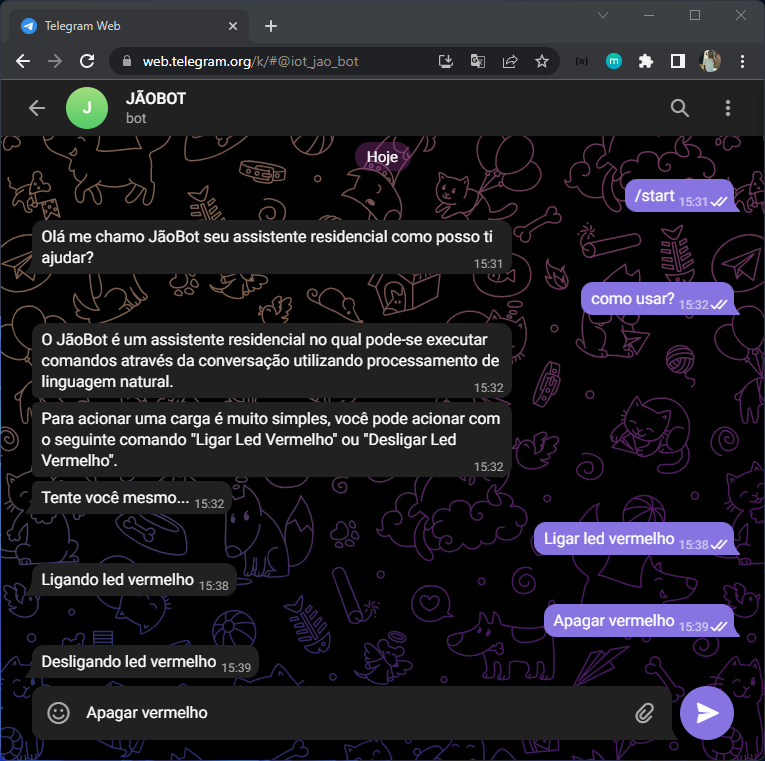 Telegram Web
web.telegram.org/k/#@iot_jao_bot
m
J
JÃOBOT
bot
Hoje
/start 15:31
Olá me chamo JãoBot seu assistente residencial como posso ti
ajudar?
15:31
como usar? 15:32
O JãoBot é um assistente residencial no qual pode-se executar
comandos através da conversação utilizando processamento de
linguagem natural.
15:32
Para acionar uma carga é muito simples, você pode acionar com
o seguinte comando "Ligar Led Vermelho" ou "Desligar Led
Vermelho".
15:32
Tente você mesmo... 15:32
Ligar led vermelho 15:38
Ligando led vermelho 15:38
Apagar vermelho 15:39
Desligando led vermelho 15:39
Apagar vermelho